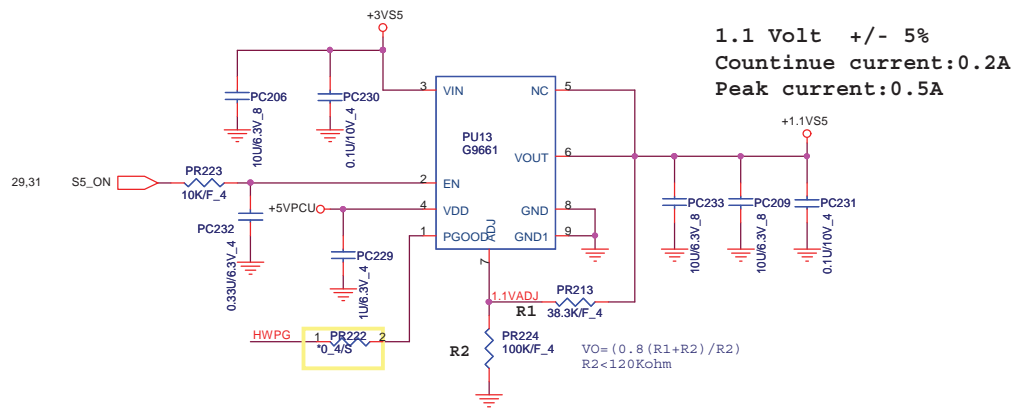 +3VS5
1.1 Volt  +/- 5%
Countinue current:0.2A
Peak current:0.5A
PC206
10U/6.3V_8
PC230
0.1U/10V_4
3
VIN
NC
5
PU13
G9661
VOUT
6
+1.1VS5
29,31
S5_ON
PR223
10K/F_4
2
EN
PC232
0.33U/6.3V_4
+5VPCU
4
VDD
GND
8
1
PGOOD
ADJ
GND1
9
7
PC229
1U/6.3V_4
PC233
10U/6.3V_8
PC209
10U/6.3V_8
PC231
0.1U/10V_4
1.1VADJ
R1
PR213
38.3K/F_4
HWPG
1
PR222
2
*0_4/S
R2
PR224
100K/F_4
VO=(0.8(R1+R2)/R2)
R2<120Kohm